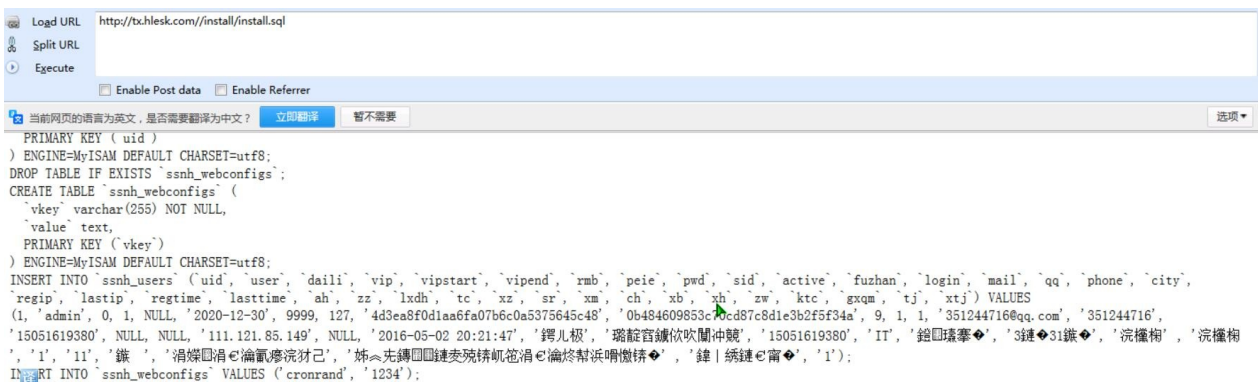 Load URL http://tx.hlesk.com//install/install.sql
Split URL
Execute
Enable Post data Enable Referrer
当前网页的语言为英文，是否需要翻译为中文？ 立即翻译 暂不需要 选项
PRIMARY KEY ( uid )
) ENGINE=MyISAM DEFAULT CHARSET=utf8;
DROP TABLE IF EXISTS `ssnh_webconfigs`;
CREATE TABLE `ssnh_webconfigs` (
`vkey` varchar(255) NOT NULL,
`value` text,
PRIMARY KEY (`vkey`)
) ENGINE=MyISAM DEFAULT CHARSET=utf8;
INSERT INTO `ssnh_users` (`uid`, `user`, `daili`, `vip`, `vipstart`, `vipend`, `rmb`, `peie`, `pwd`, `sid`, `active`, `fuzhan`, `login`, `mail`, `qq`, `phone`, `city`,
`regip`, `lastip`, `regtime`, `lasttime`, `ah`, `zz`, `lxdh`, `tc`, `xz`, `sr`, `xm`, `ch`, `xb`, `xh`, `zw`, `ktc`, `gxqm`, `tj`, `xtj`) VALUES
(1, 'admin', 0, 1, NULL, '2020-12-30', 9999, 127, '4d3ea8f0d1aa6fa07b6c0a5375645c48', 9, 1, 1, '351244716@qq.com', '351244716',
'15051619380', NULL, NULL, '111.121.85.149', NULL, '2016-05-02 20:21:47', '15051619380', 'IT',
', '1', '11', '1');
INSERT INTO `ssnh_webconfigs` VALUES ('cronrand', '1234');